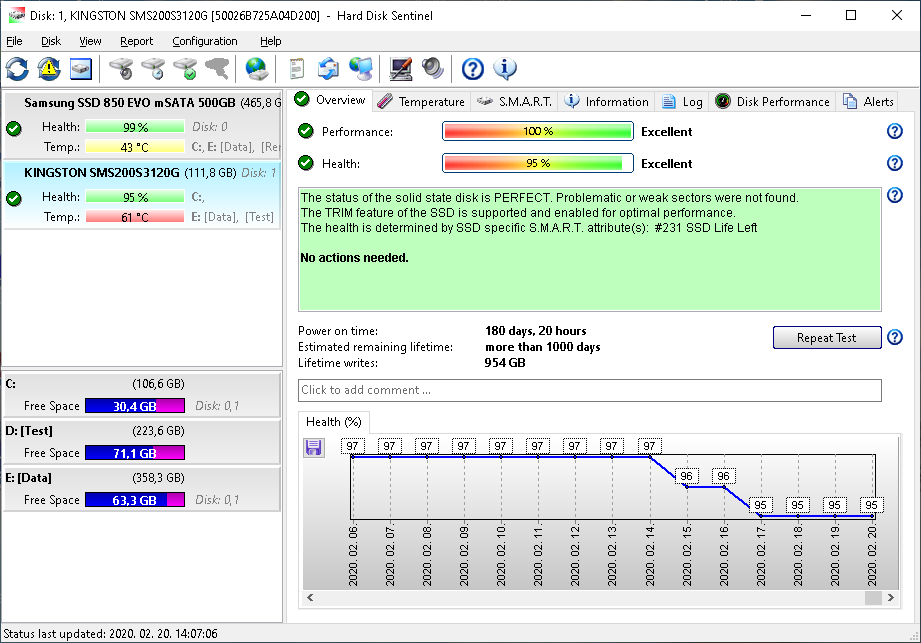 Disk: 1, KINGSTON SMS200S3120G [50026B725A04D200] - Hard Disk Sentinel
File Disk View Report Configuration Help
Samsung SSD 850 EVO mSATA 500GB (465,8 G
Health: 99 % Disk: 0
Temp.: 43 °C C:, E: [Data], [Re
KINGSTON SMS200S3120G (111,8 GB) Disk: 1
Health: 95 % C:,
Temp.: 61 °C E: [Data], [Test]
C: (106,6 GB)
Free Space 30,4 GB Disk: 0,1
D: [Test] (223,6 GB)
Free Space 71,1 GB
E: [Data] (358,3 GB)
Free Space 63,3 GB Disk: 0,1
Overview Temperature S.M.A.R.T. Information Log Disk Performance Alerts
Performance: 100 % Excellent
Health: 95 % Excellent
The status of the solid state disk is PERFECT. Problematic or weak sectors were not found.
The TRIM feature of the SSD is supported and enabled for optimal performance.
The health is determined by SSD specific S.M.A.R.T. attribute(s): #231 SSD Life Left
No actions needed.
Power on time: 180 days, 20 hours
Estimated remaining lifetime: more than 1000 days
Lifetime writes: 954 GB
Repeat Test
Click to add comment ...
Health (%)
97 97 97 97 97 97 97 97 97 96 96 95 95 95 95
2020. 02. 06.
2020. 02. 07.
2020. 02. 08.
2020. 02. 09.
2020. 02. 10.
2020. 02. 11.
2020. 02. 12.
2020. 02. 13.
2020. 02. 14.
2020. 02. 15.
2020. 02. 16.
2020. 02. 17.
2020. 02. 18.
2020. 02. 19.
2020. 02. 20.
Status last updated: 2020. 02. 20. 14:07:06